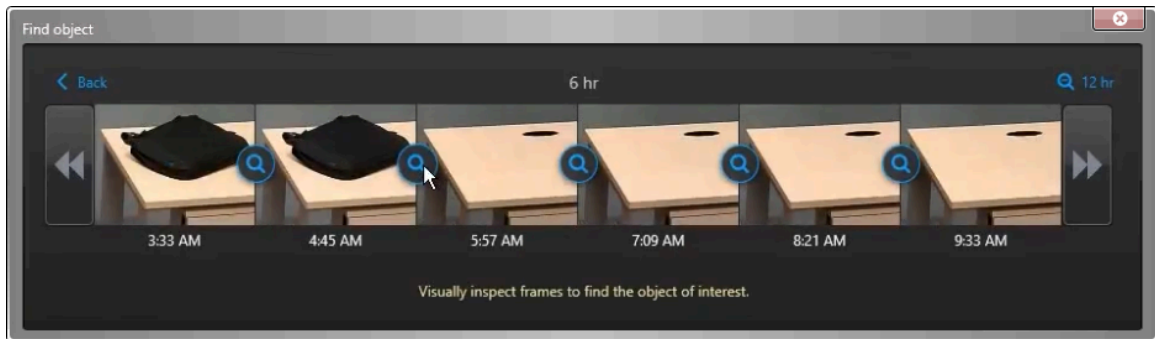 Find object
Back
6 hr
12 hr
3:33 AM
4:45 AM
5:57 AM
7:09 AM
8:21 AM
9:33 AM
Visually inspect frames to find the object of interest.